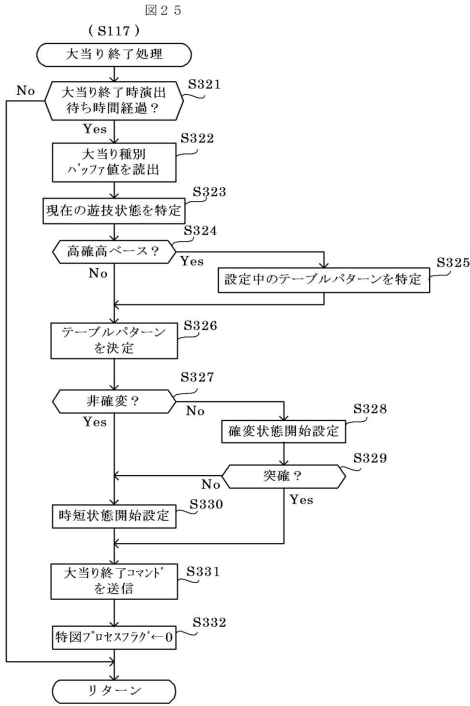 図２５
(S117)
大当り終了処理
No
大当り終了時演出
待ち時間経過？
S321
Yes
大当り種別
ﾊﾞｯﾌｧ値を読出
S322
現在の遊技状態を特定
S323
高確高ベース？
S324
Yes
No
設定中のテーブルパターンを特定
S325
テーブルパターン
を決定
S326
非確変？
S327
No
Yes
確変状態開始設定
S328
突確？
S329
No
Yes
時短状態開始設定
S330
大当り終了ｺﾏﾝﾄﾞ
を送信
S331
特図ﾌﾟﾛｾｽﾌﾗｸﾞ←0
S332
リターン